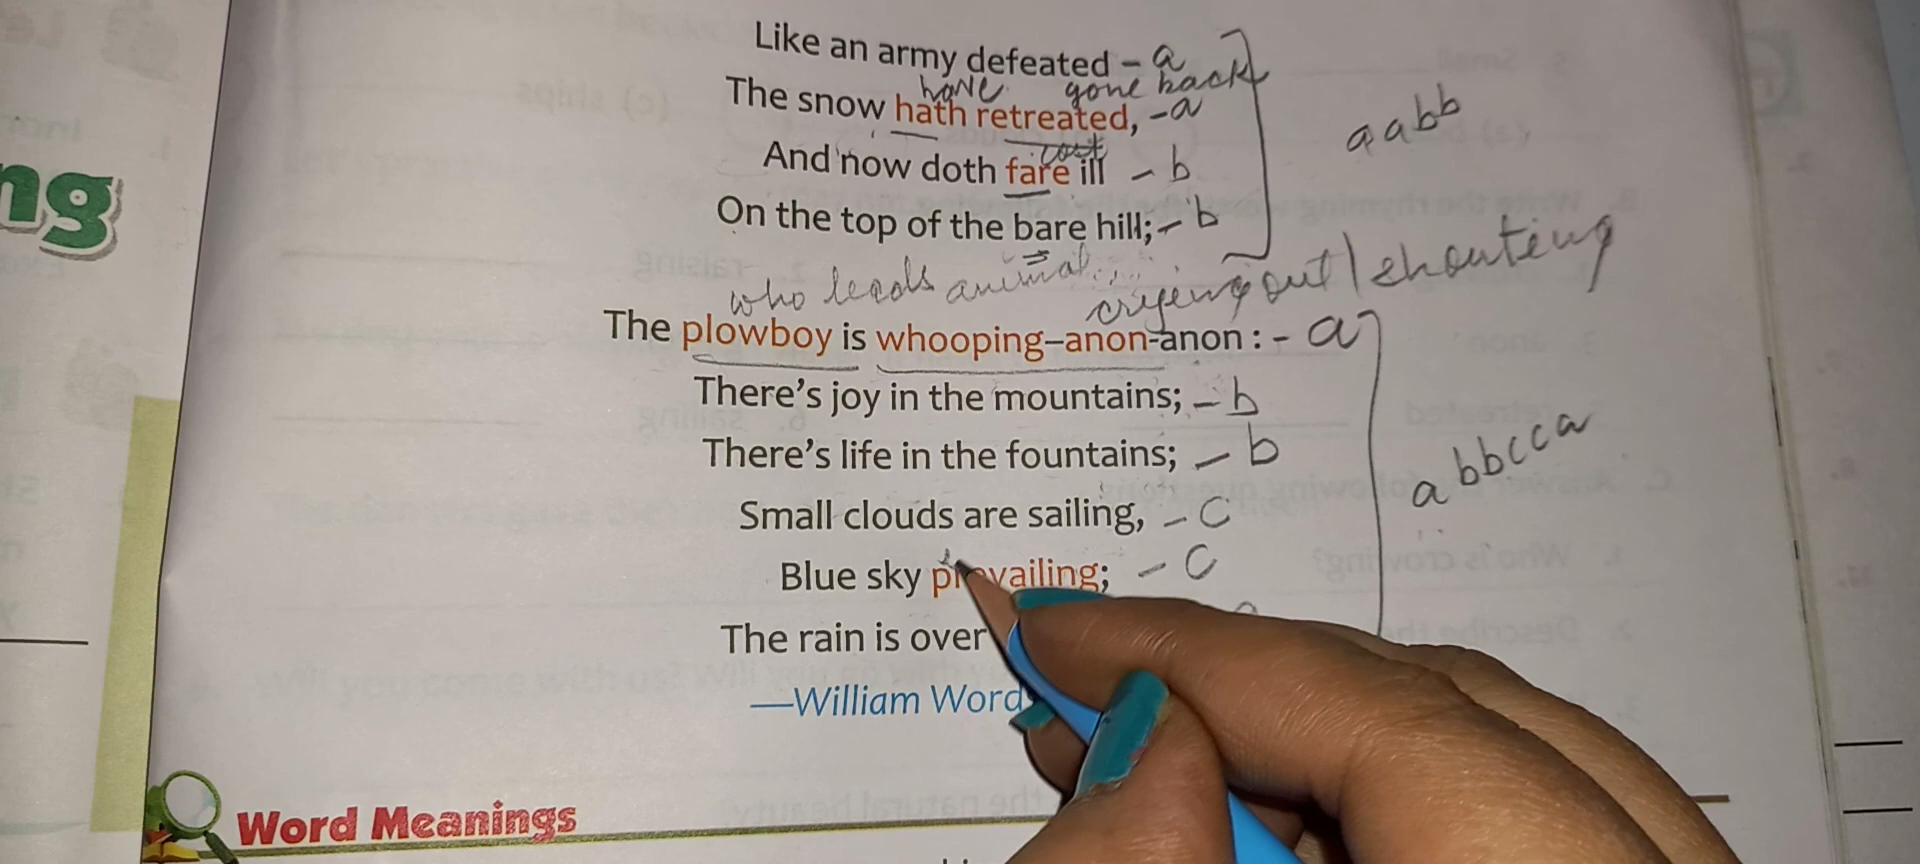 Like an army defeated - a
have gone back
The snow hath retreated, - a
cost
And now doth fare ill - b
On the top of the bare hill; - b
aabb
who leads animal
crying out/shouting
The plowboy is whooping–anon-anon : - a
There's joy in the mountains; - b
There's life in the fountains; - b
Small clouds are sailing, - c
Blue sky prevailing; - c
abbcca
The rain is over
—William Word
Word Meanings
ng